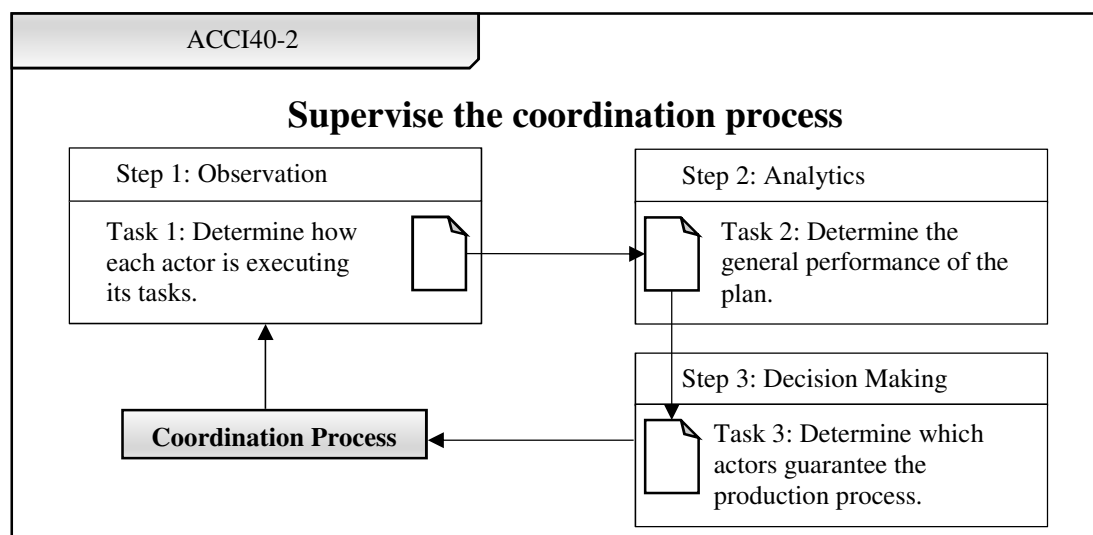 ACCI40-2
Supervise the coordination process
Step 1: Observation
Task 1: Determine how
each actor is executing
its tasks.
Step 2: Analytics
Task 2: Determine the
general performance of the
plan.
Step 3: Decision Making
Task 3: Determine which
actors guarantee the
production process.
Coordination Process